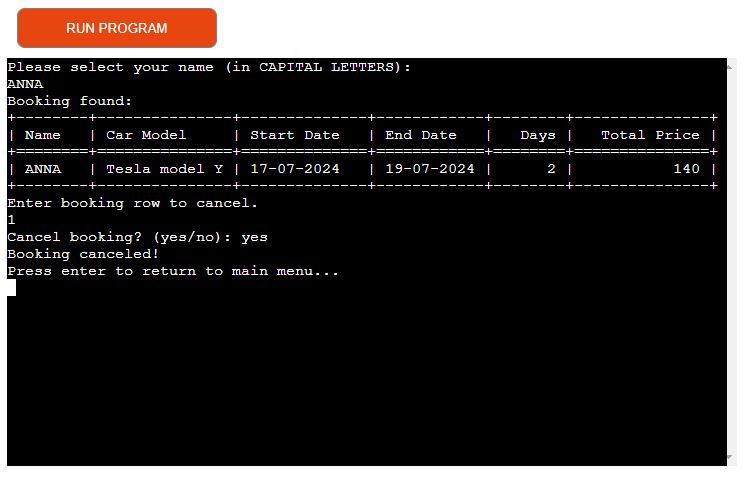 RUN PROGRAM
Please select your name (in CAPITAL LETTERS):
ANNA
Booking found:
+--------+---------------+--------------+------------+--------+---------------+
| Name   | Car Model     | Start Date   | End Date   |   Days |   Total Price |
+========+===============+==============+============+========+===============+
| ANNA   | Tesla model Y | 17-07-2024   | 19-07-2024 |      2 |           140 |
+--------+---------------+--------------+------------+--------+---------------+
Enter booking row to cancel.
1
Cancel booking? (yes/no): yes
Booking canceled!
Press enter to return to main menu...